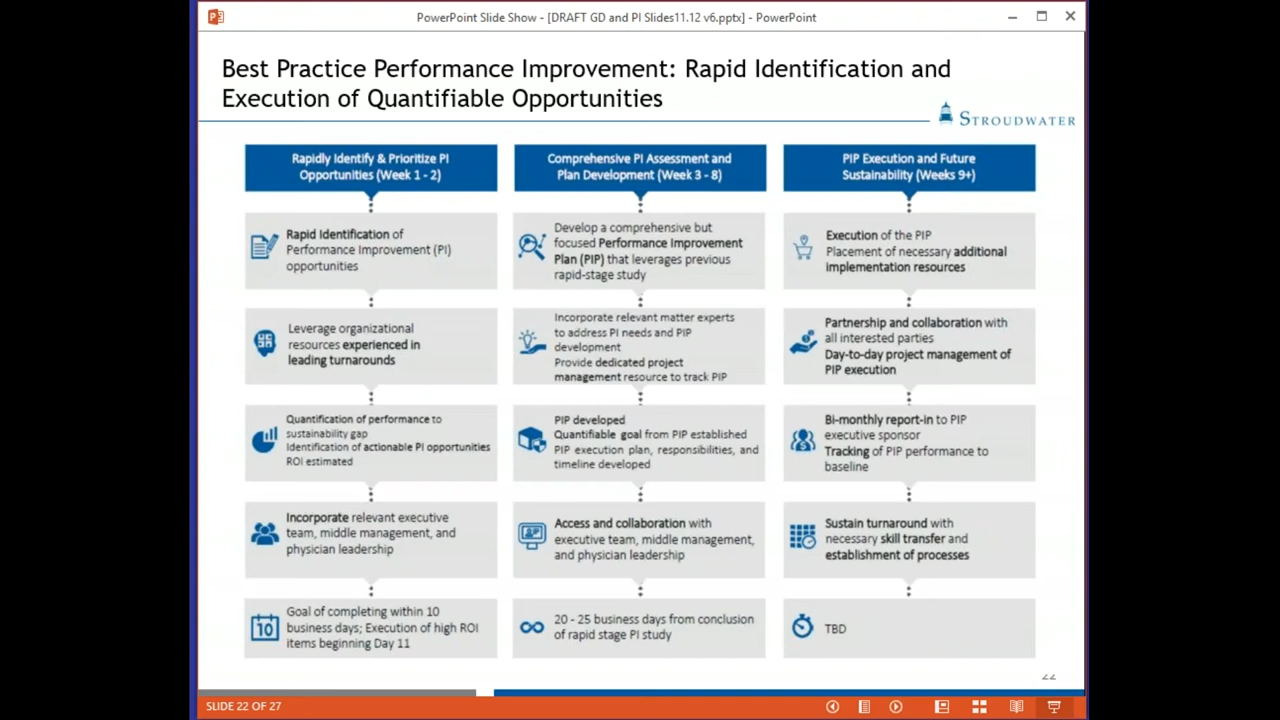 PowerPoint Slide Show - [DRAFT GD and PI Slides11.12 v6.pptx] - PowerPoint
Best Practice Performance Improvement: Rapid Identification and
Execution of Quantifiable Opportunities
STROUDWATER
Rapidly Identify & Prioritize PI
Opportunities (Week 1 - 2)
Rapid Identification of
Performance Improvement (PI)
opportunities
Leverage organizational
resources experienced in
leading turnarounds
Quantification of performance to
sustainability gap
Identification of actionable PI opportunities
ROI estimated
Incorporate relevant executive
team, middle management, and
physician leadership
10
Goal of completing within 10
business days; Execution of high ROI
items beginning Day 11
Comprehensive PI Assessment and
Plan Development (Week 3 - 8)
Develop a comprehensive but
focused Performance Improvement
Plan (PIP) that leverages previous
rapid-stage study
Incorporate relevant matter experts
to address PI needs and PIP
development
Provide dedicated project
management resource to track PIP
PIP developed
Quantifiable goal from PIP established
PIP execution plan, responsibilities, and
timeline developed
Access and collaboration with
executive team, middle management,
and physician leadership
20 - 25 business days from conclusion
of rapid stage PI study
PIP Execution and Future
Sustainability (Weeks 9+)
Execution of the PIP
Placement of necessary additional
implementation resources
Partnership and collaboration with
all interested parties
Day-to-day project management of
PIP execution
Bi-monthly report-in to PIP
executive sponsor
Tracking of PIP performance to
baseline
Sustain turnaround with
necessary skill transfer and
establishment of processes
TBD
22
SLIDE 22 OF 27